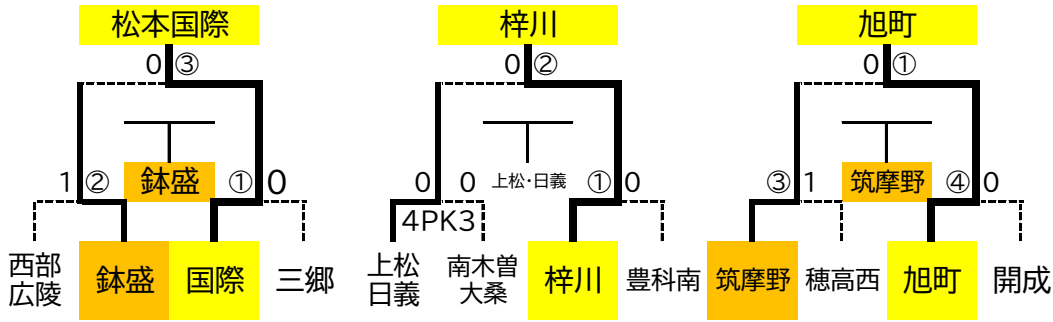 松本国際 梓川 旭町
0 ③ 0 ② 0 ①
1 ② 鉢盛 ① 0 0 0 上松・日義 ① 0 ③ 1 筑摩野 ④ 0
4PK3
西部
広陵
鉢盛
国際
三郷
上松
日義
南木曽
大桑
梓川
豊科南
筑摩野
穂高西
旭町
開成